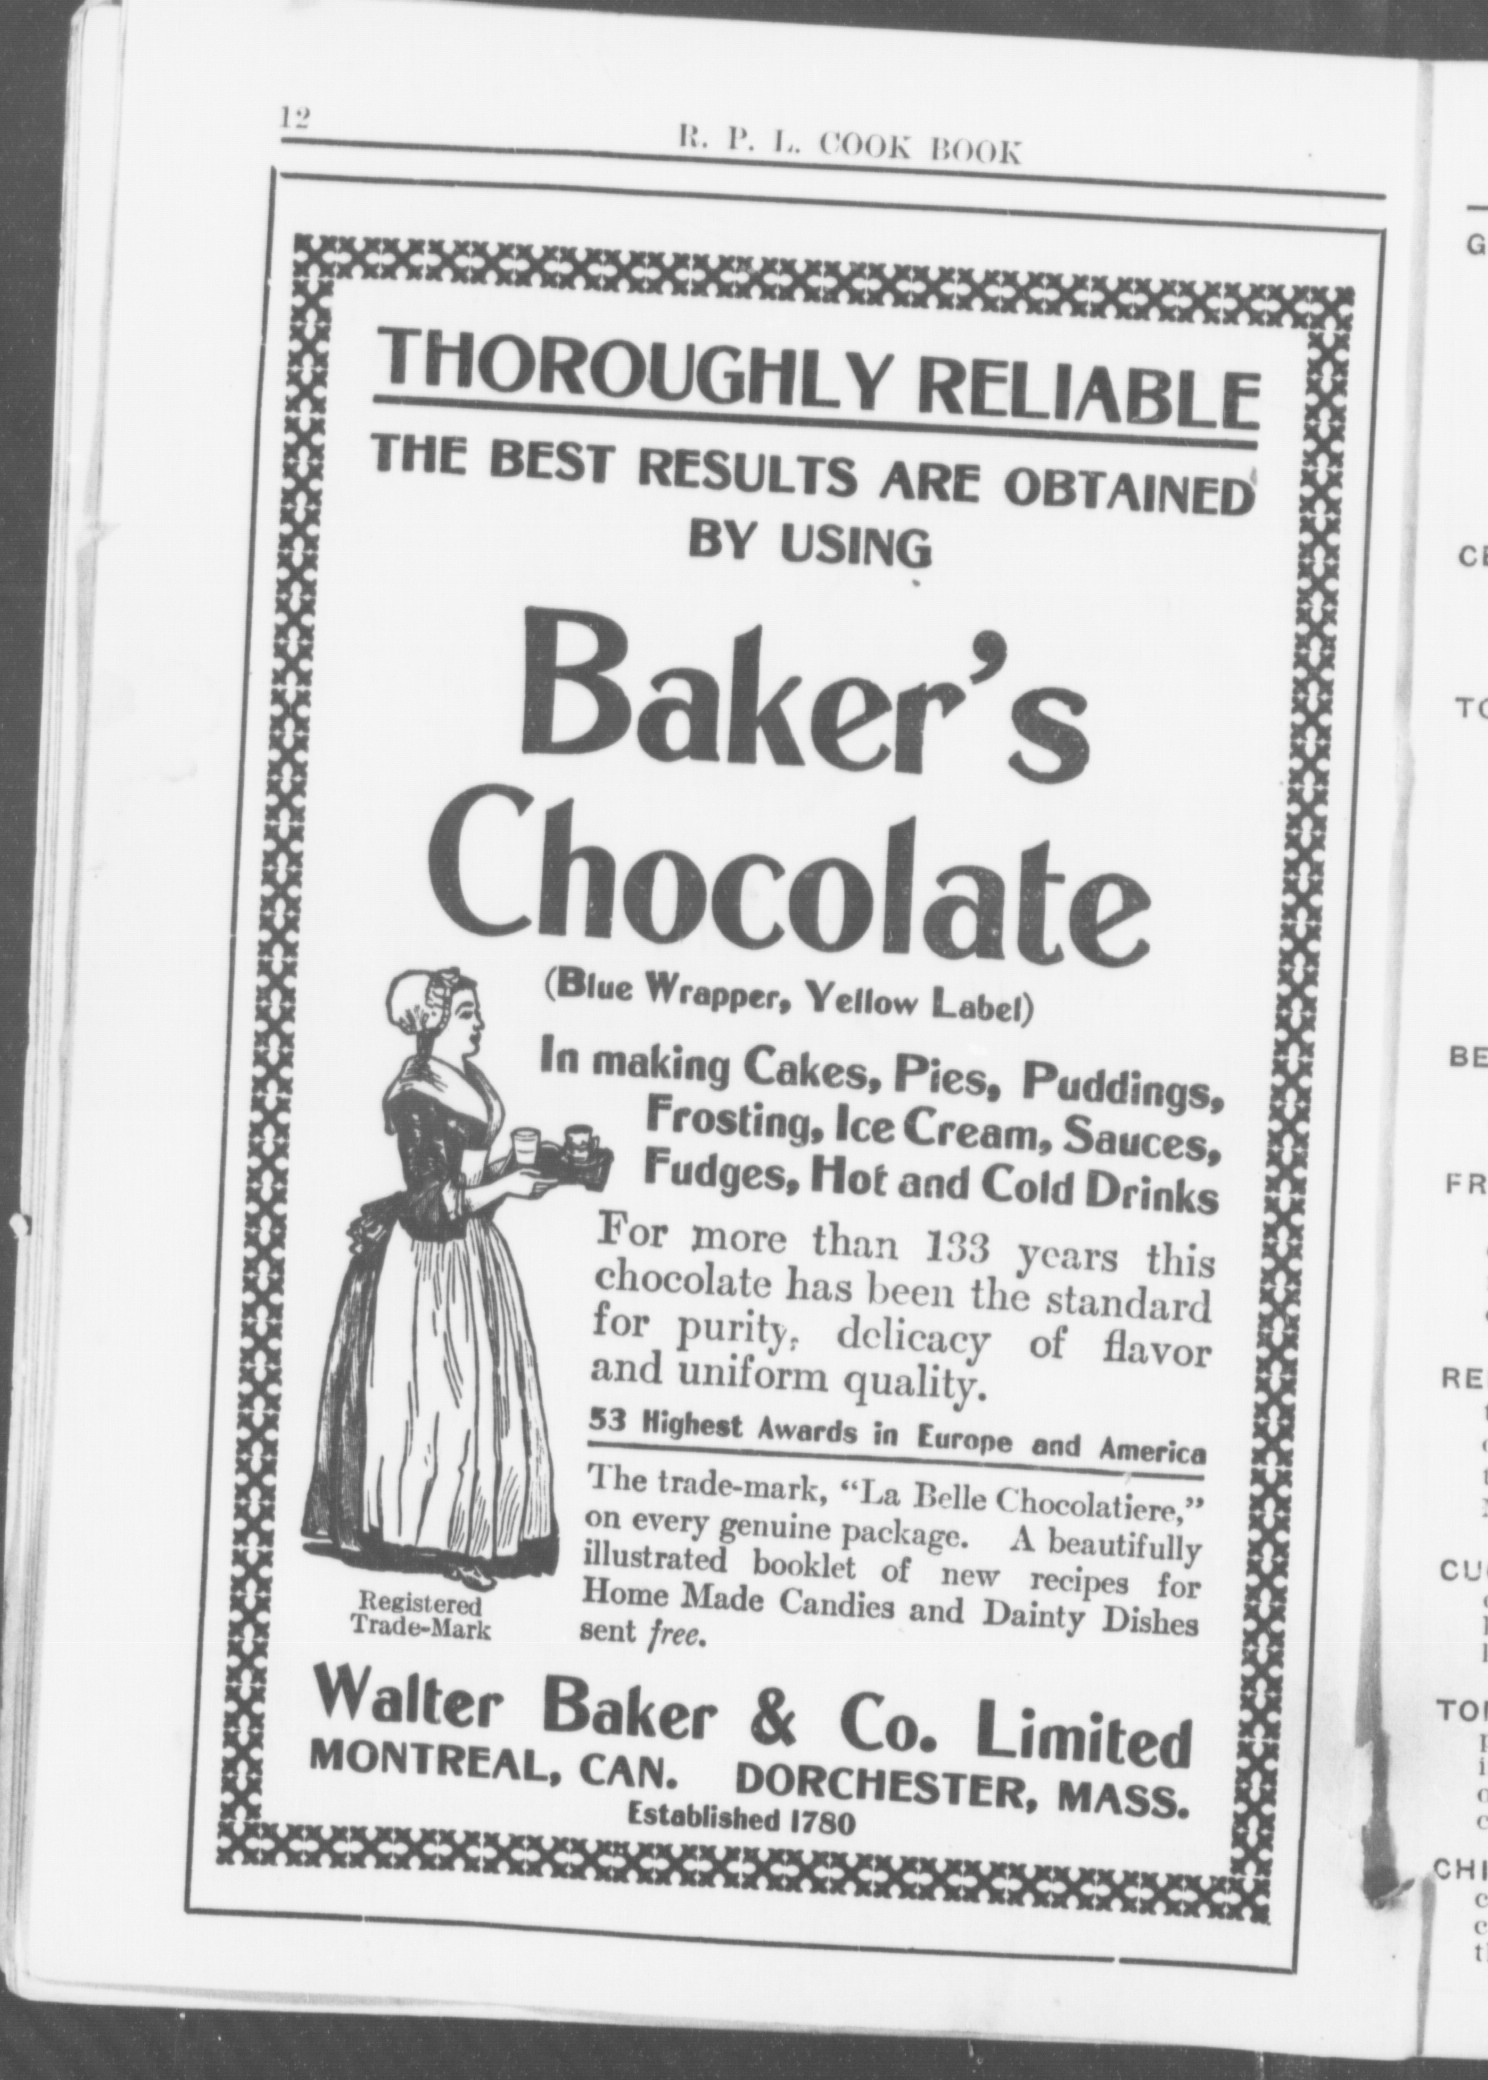 12
R. P. L. COOK BOOK
THOROUGHLY RELIABLE
THE BEST RESULTS ARE OBTAINED
BY USING
Baker's
Chocolate
(Blue Wrapper, Yellow Label)
In making Cakes, Pies, Puddings,
Frosting, Ice Cream, Sauces,
Fudges, Hot and Cold Drinks
For more than 133 years this
chocolate has been the standard
for purity, delicacy of flavor
and uniform quality.
53 Highest Awards in Europe and America
The trade-mark, "La Belle Chocolatiere,"
on every genuine package. A beautifully
illustrated booklet of new recipes for
Home Made Candies and Dainty Dishes
sent free.
Registered
Trade-Mark
Walter Baker & Co. Limited
MONTREAL, CAN. DORCHESTER, MASS.
Established 1780